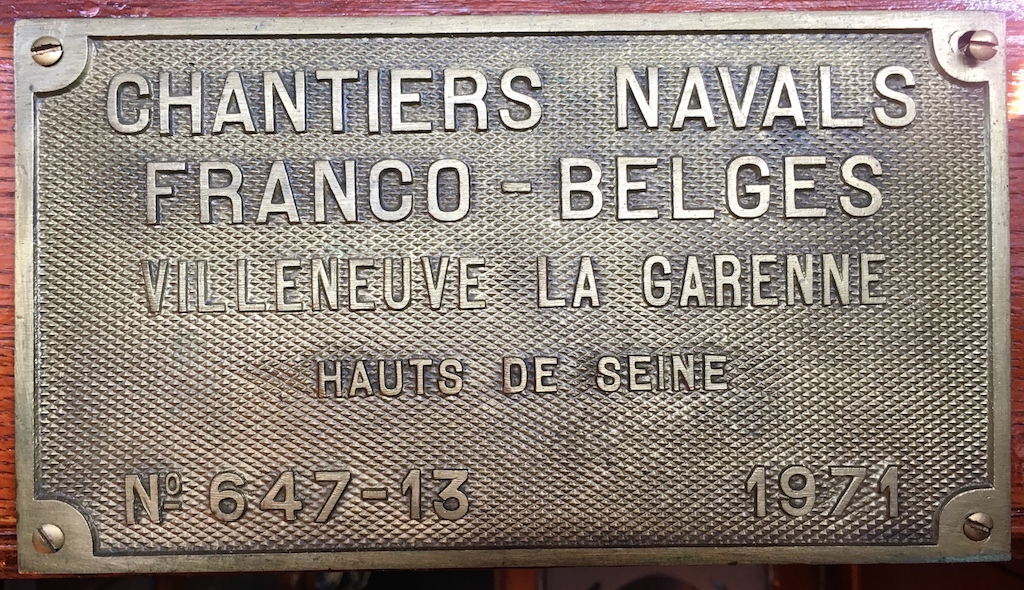 CHANTIERS NAVALS
FRANCO - BELGES
VILLENEUVE LA GARENNE
HAUTS DE SEINE
Nº 647-13 1971